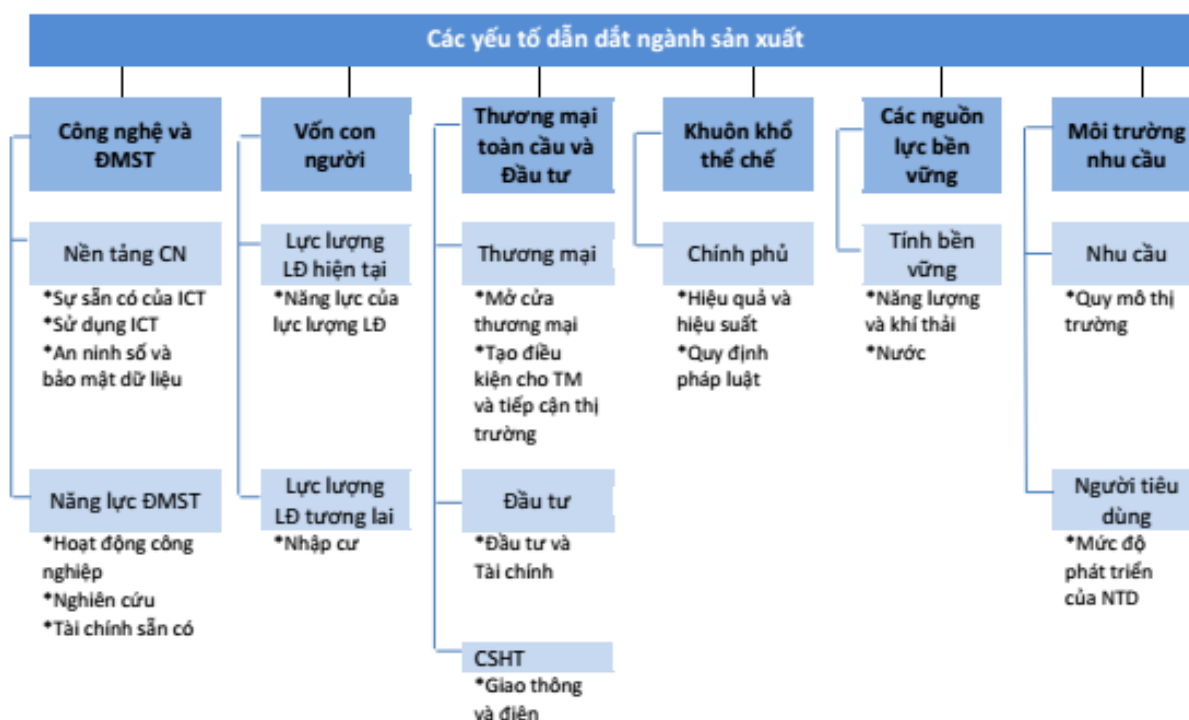 Các yếu tố dẫn dắt ngành sản xuất
Công nghệ và
ĐMST
Nền tảng CN
*Sự sẵn có của ICT
*Sử dụng ICT
*An ninh số và
bảo mật dữ liệu
Năng lực ĐMST
*Hoạt động công
nghiệp
*Nghiên cứu
*Tài chính sẵn có
Vốn con
người
Lực lượng
LĐ hiện tại
*Năng lực của
lực lượng LĐ
Lực lượng
LĐ tương lai
*Nhập cư
Thương mại
toàn cầu và
Đầu tư
Thương mại
*Mở cửa
thương mại
*Tạo điều
kiện cho TM
và tiếp cận thị
trường
Đầu tư
*Đầu tư và
Tài chính
CSHT
*Giao thông
và điện
Khuôn khổ
thể chế
Chính phủ
*Hiệu quả và
hiệu suất
*Quy định
pháp luật
Các nguồn
lực bền
vững
Tính bền
vững
*Năng lượng
và khí thải
*Nước
Môi trường
nhu cầu
Nhu cầu
*Quy mô thị
trường
Người tiêu
dùng
*Mức độ
phát triển
của NTD